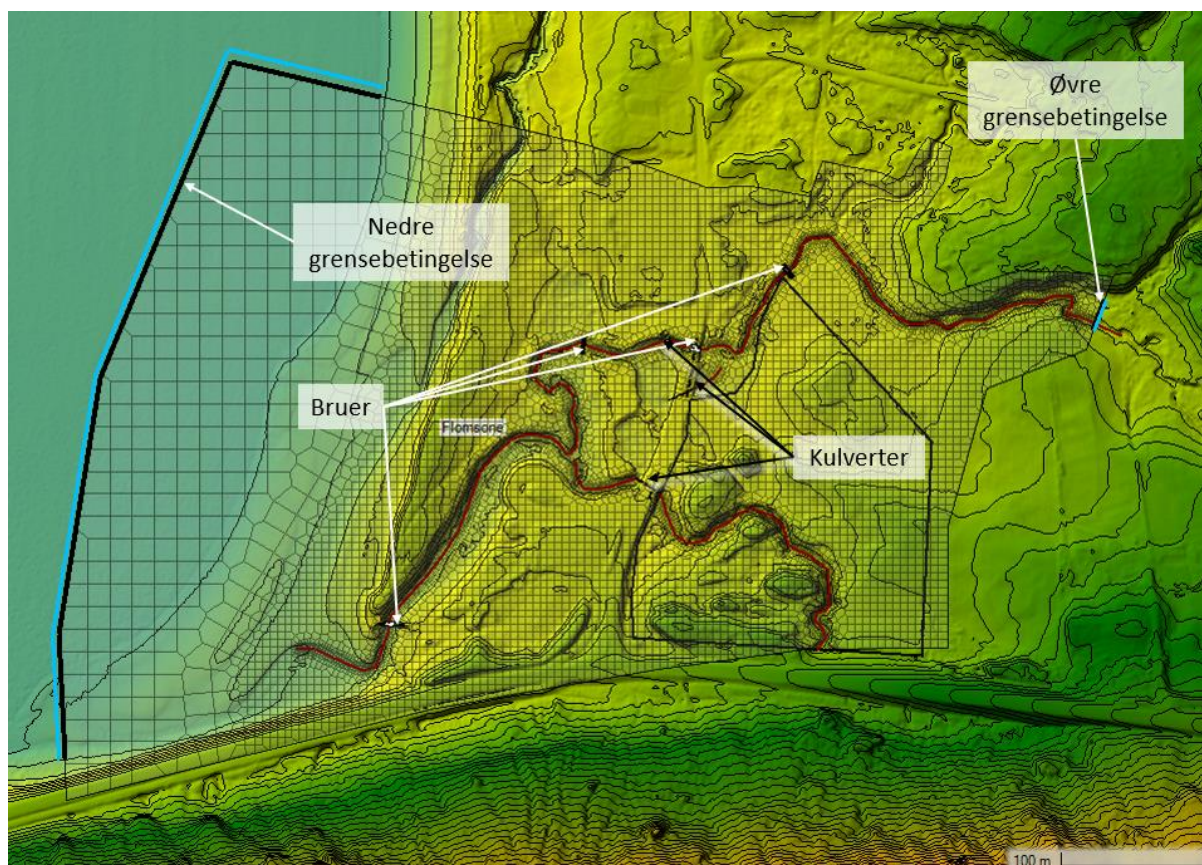 Øvre
grensebetingelse
Nedre
grensebetingelse
Bruer
Flomsone
Kulverter
100 m